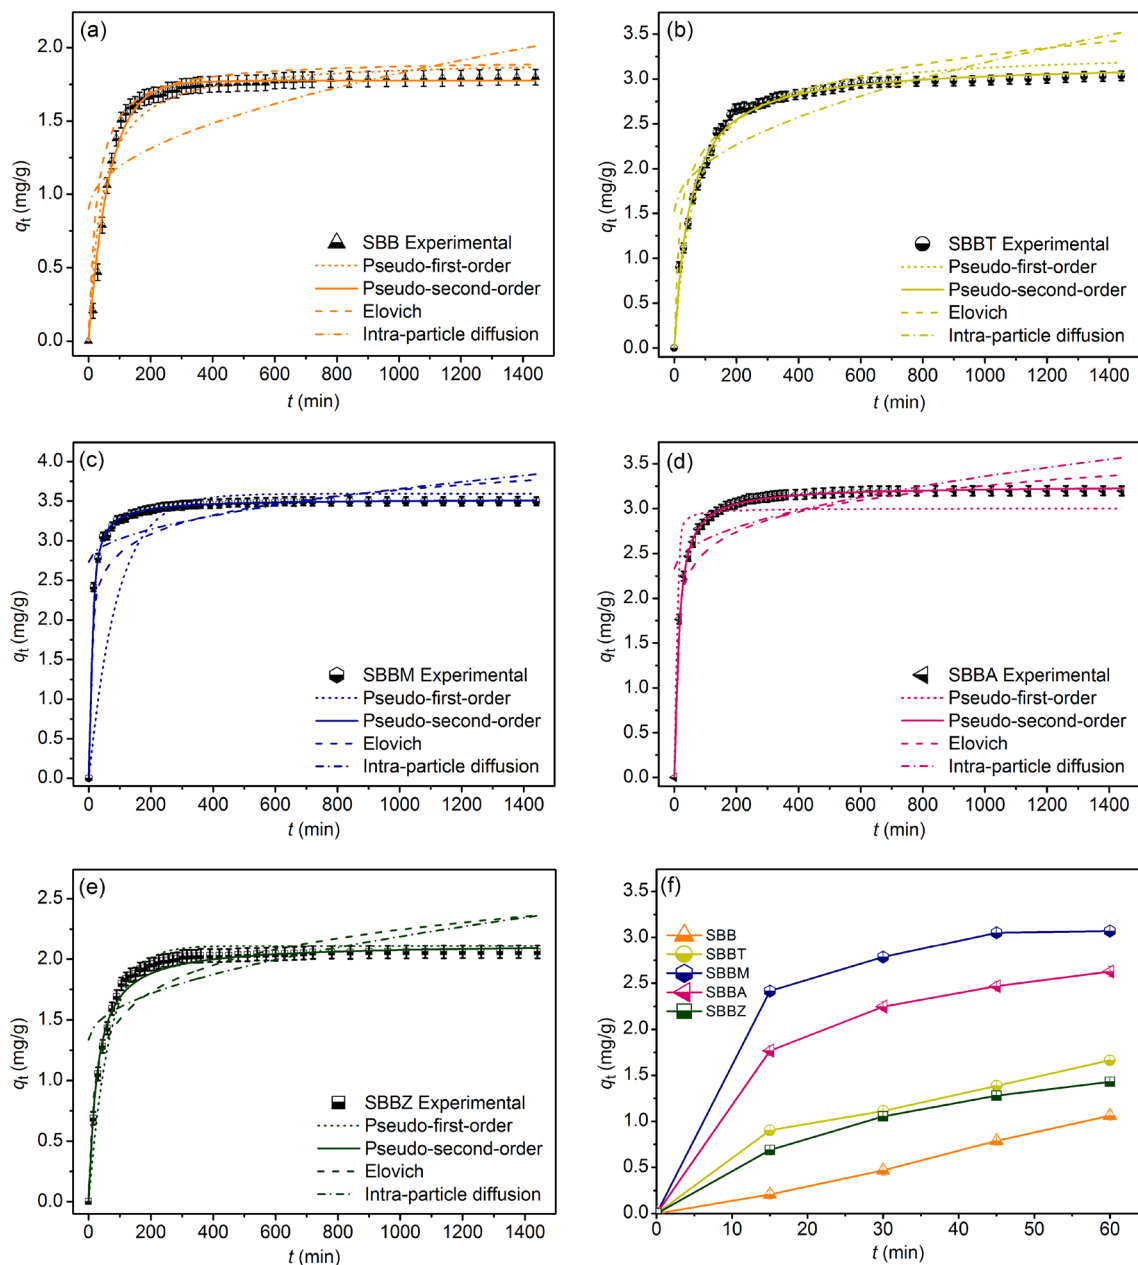 (a)
2.0
1.5
1.0
0.5
0.0
qt (mg/g)
SBB Experimental
Pseudo-first-order
Pseudo-second-order
Elovich
Intra-particle diffusion
0 200 400 600 800 1000 1200 1400
t (min)
(b)
3.5
3.0
2.5
2.0
1.5
1.0
0.5
0.0
qt (mg/g)
SBBT Experimental
Pseudo-first-order
Pseudo-second-order
Elovich
Intra-particle diffusion
0 200 400 600 800 1000 1200 1400
t (min)
(c)
4.0
3.5
3.0
2.5
2.0
1.5
1.0
0.5
0.0
qt (mg/g)
SBBM Experimental
Pseudo-first-order
Pseudo-second-order
Elovich
Intra-particle diffusion
0 200 400 600 800 1000 1200 1400
t (min)
(d)
3.5
3.0
2.5
2.0
1.5
1.0
0.5
0.0
qt (mg/g)
SBBA Experimental
Pseudo-first-order
Pseudo-second-order
Elovich
Intra-particle diffusion
0 200 400 600 800 1000 1200 1400
t (min)
(e)
2.5
2.0
1.5
1.0
0.5
0.0
qt (mg/g)
SBBZ Experimental
Pseudo-first-order
Pseudo-second-order
Elovich
Intra-particle diffusion
0 200 400 600 800 1000 1200 1400
t (min)
(f)
3.5
3.0
2.5
2.0
1.5
1.0
0.5
0.0
qt (mg/g)
SBB
SBBT
SBBM
SBBA
SBBZ
0 10 20 30 40 50 60
t (min)